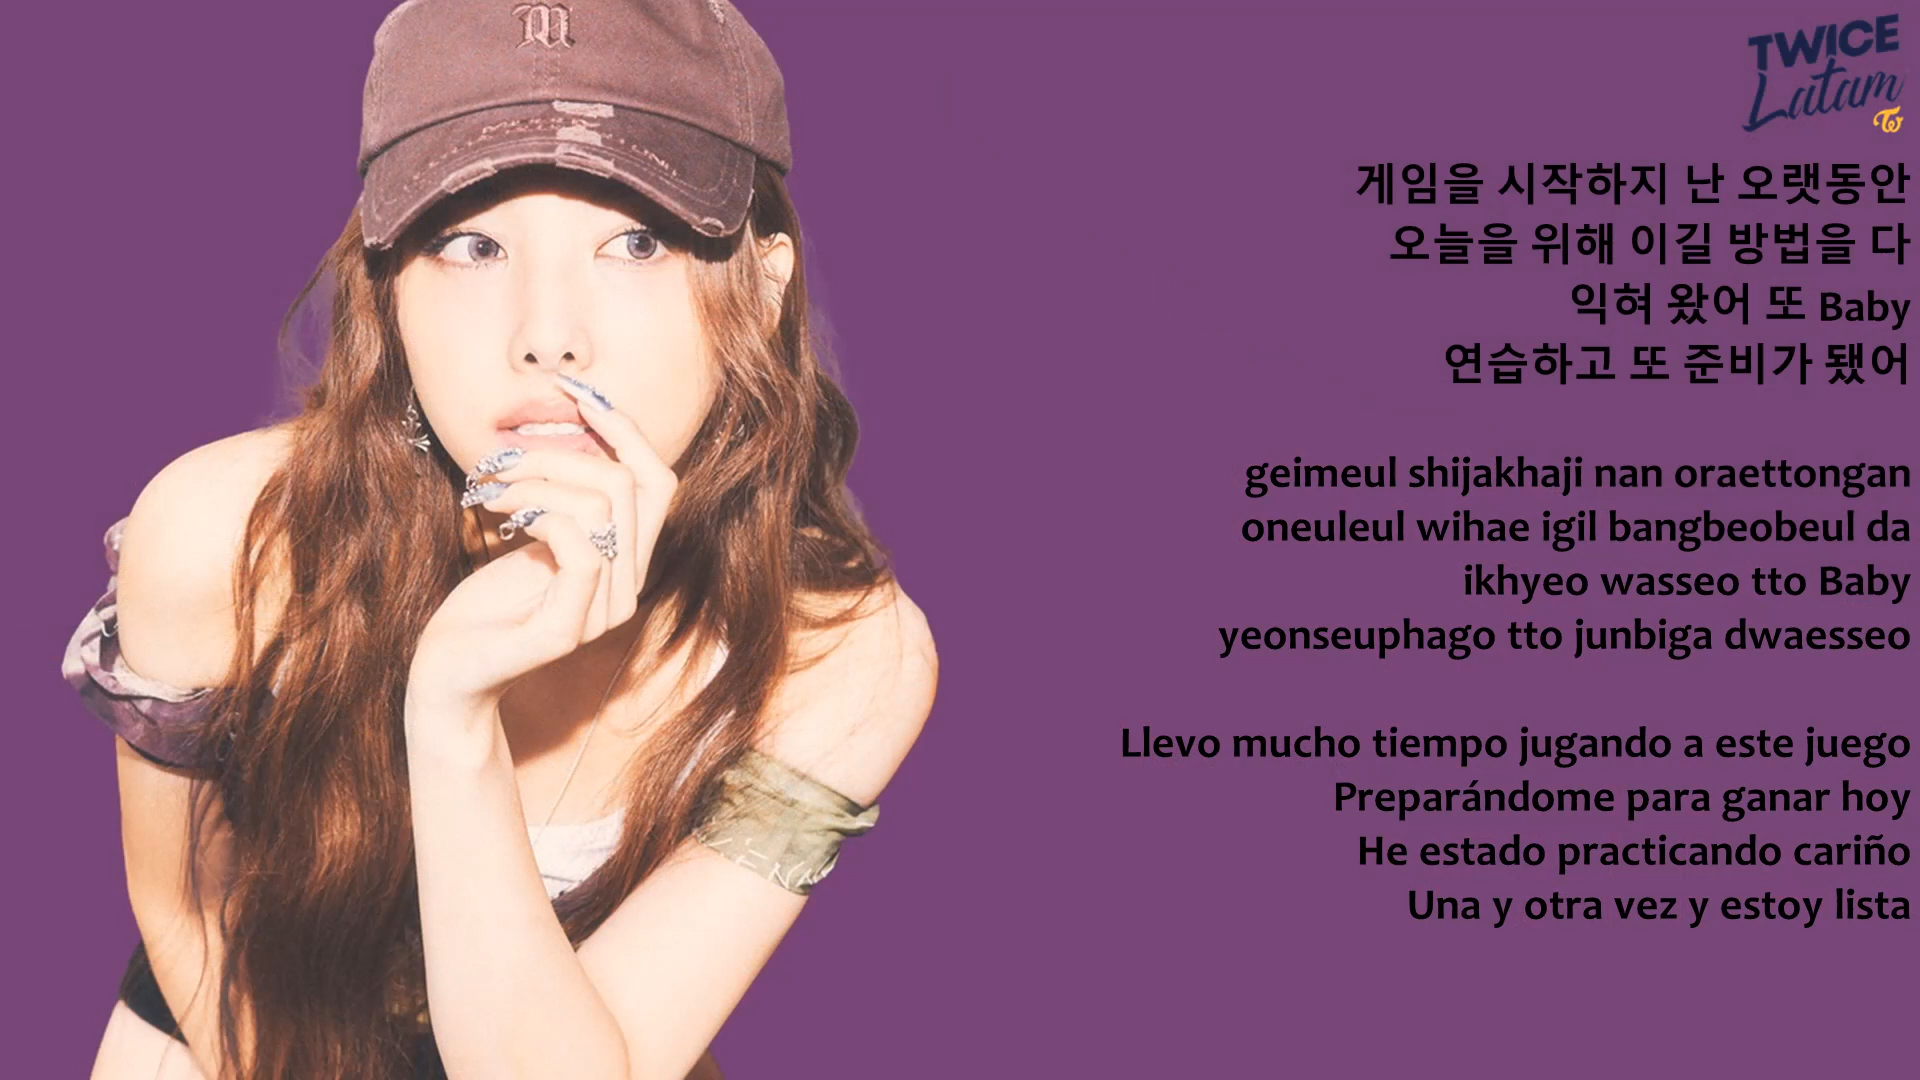 TWICE
Latam
게임을 시작하지 난 오랫동안
오늘을 위해 이길 방법을 다
익혀 왔어 또 Baby
연습하고 또 준비가 됐어
geimeul shijakhaji nan oraettongan
oneuleul wihae igil bangbeobeul da
ikhyeo wasseo tto Baby
yeonseuphago tto junbiga dwaesseo
Llevo mucho tiempo jugando a este juego
Preparándome para ganar hoy
He estado practicando cariño
Una y otra vez y estoy lista